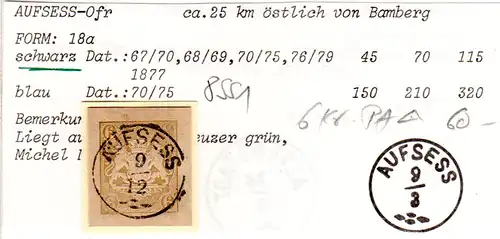 AUFSESS-Ofr ca.25 km östlich von Bamberg
FORM: 18a
schwarz Dat.:67/70,68/69,70/75,76/79 45 70 115
1877
blau Dat.:70/75 8551 150 210 320
Bemerku
6 Kr. PA 60.-
Liegt au euzer grün,
Michel
AUFSESS
9
12
AUFSESS
9
3